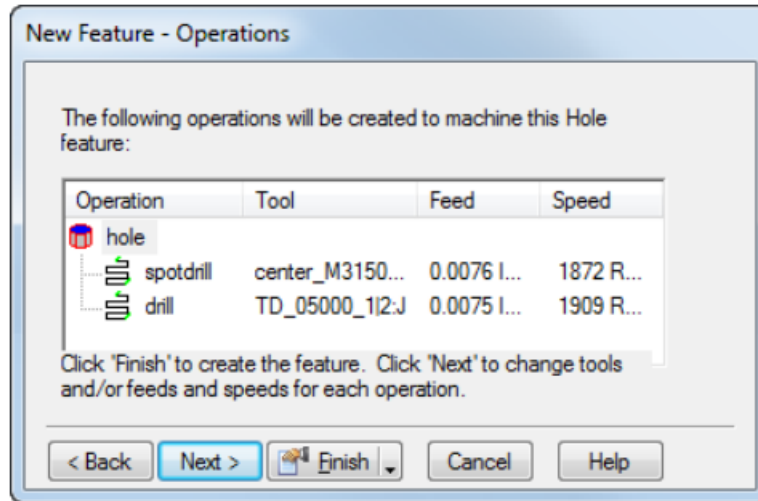 New Feature - Operations
The following operations will be created to machine this Hole
feature:
Operation Tool Feed Speed
hole
spotdrill center_M3150... 0.0076 I... 1872 R...
drill TD_05000_1|2:J 0.0075 I... 1909 R...
Click 'Finish' to create the feature. Click 'Next' to change tools
and/or feeds and speeds for each operation.
< Back Next > Finish Cancel Help